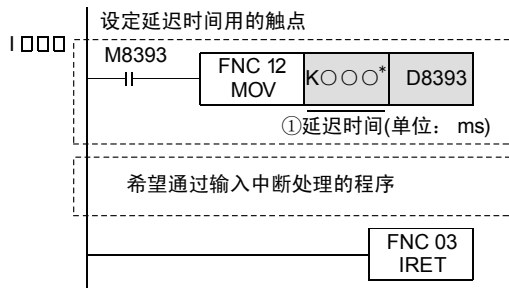 设定延迟时间用的触点
I□□□
M8393
FNC 12
MOV
K○○○*
D8393
①延迟时间(单位： ms)
希望通过输入中断处理的程序
FNC 03
IRET